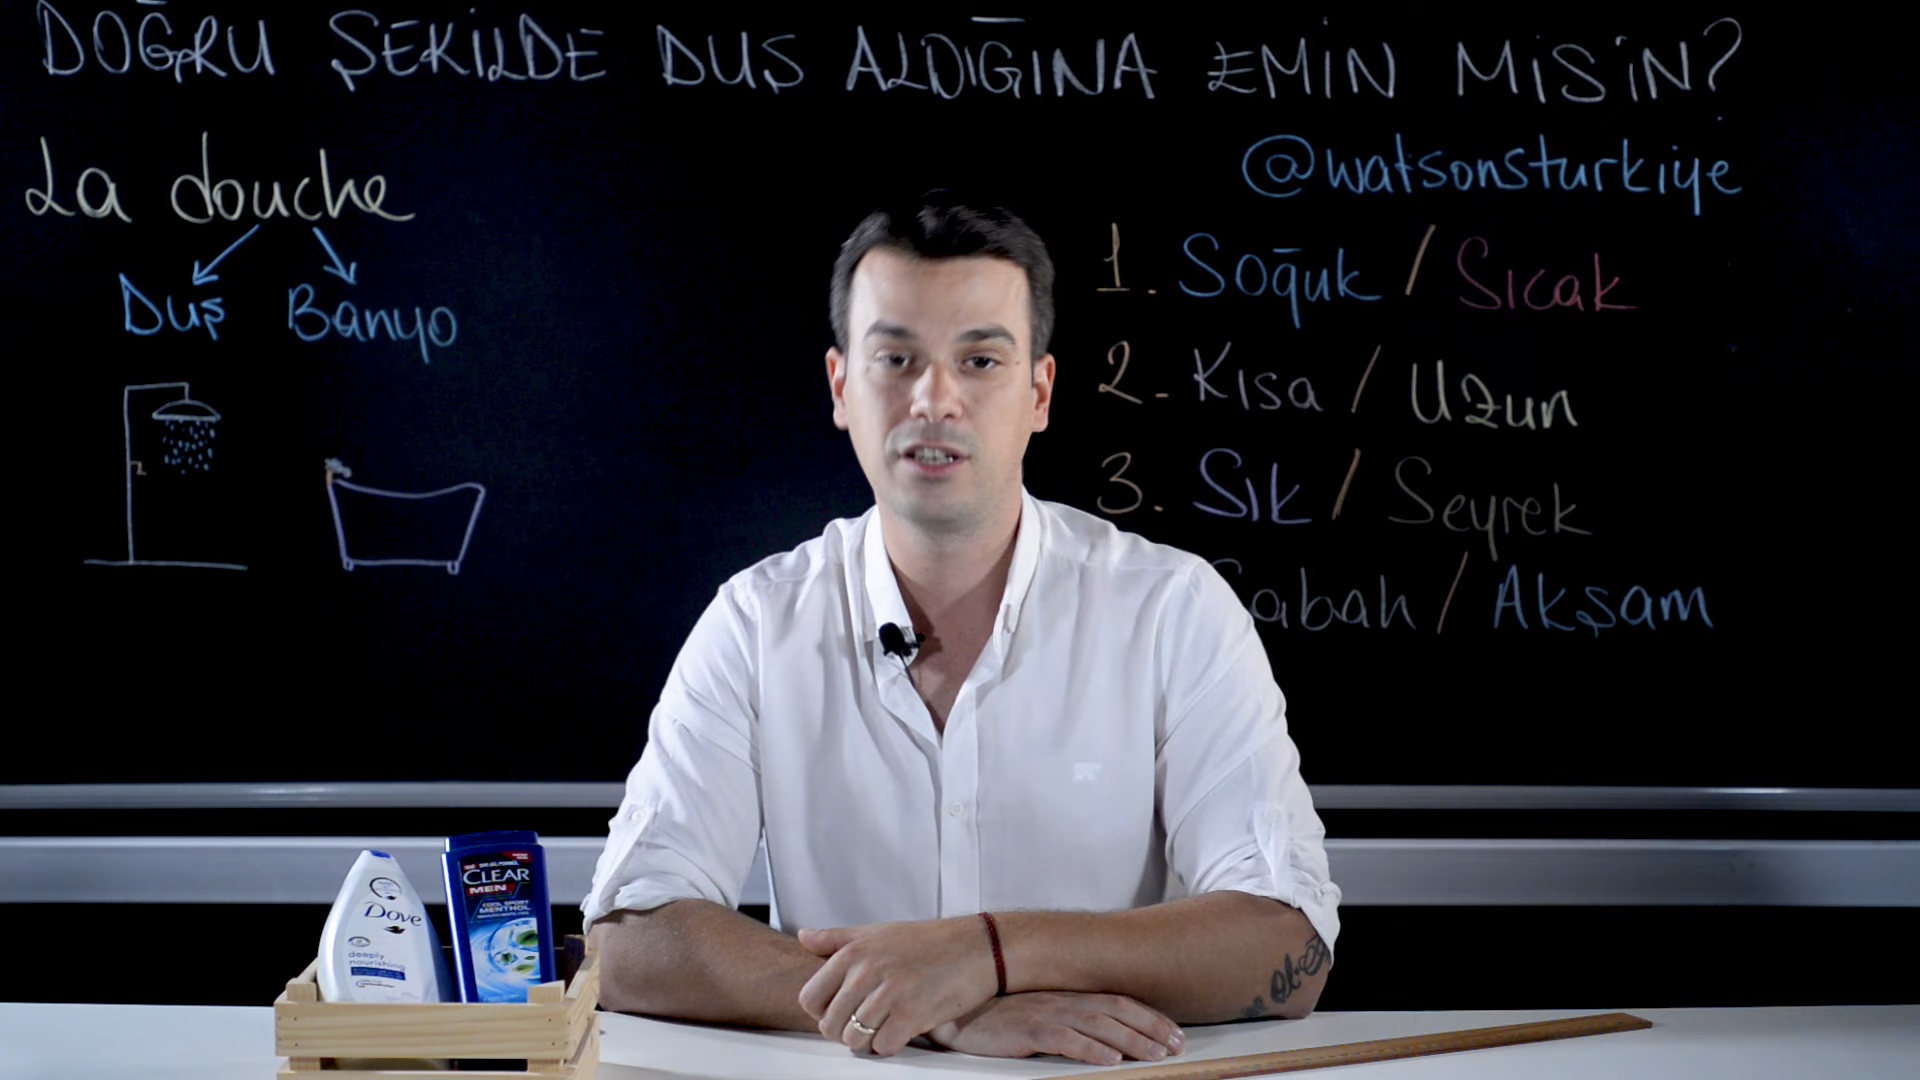 DOĞRU ŞEKİLDE DUŞ ALDIĞINA EMİN MİSİN?
La douche
Duş Banyo
@watsonsturkiye
1. Soğuk / Sıcak
2. Kısa / Uzun
3. Sık / Seyrek
Sabah / Akşam
Dove
deeply
nourishing
CLEAR
MEN
COOL SPORT
MENTHOL